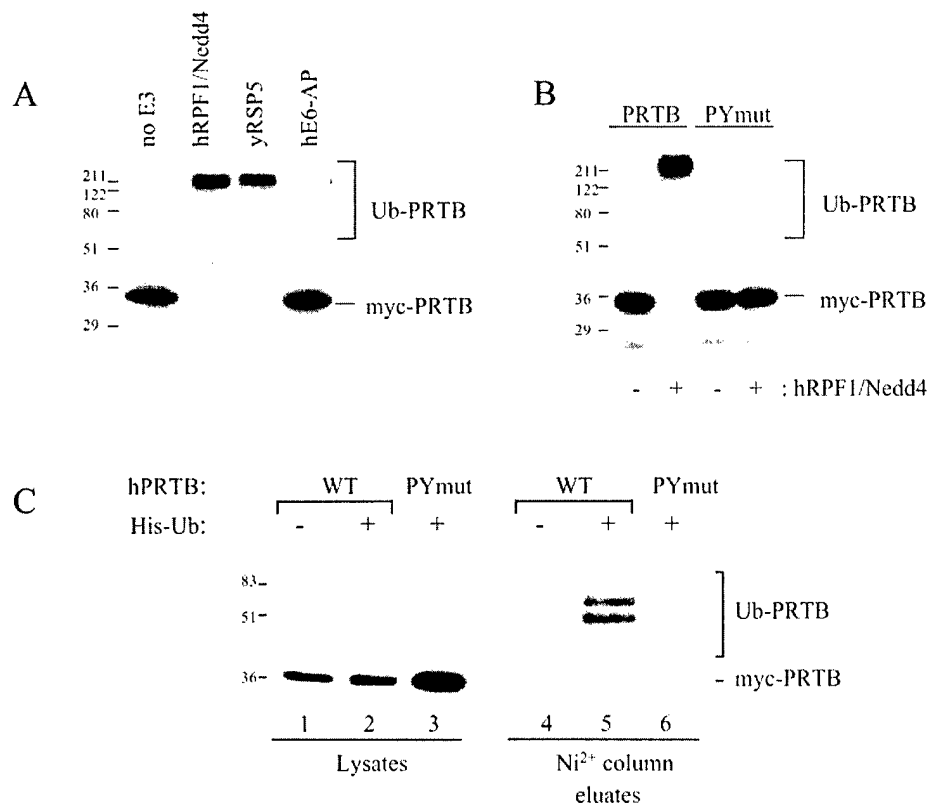 A
no E3
hRPF1/Nedd4
yRSP5
hE6-AP
211
122
80
51
36
29
Ub-PRTB
myc-PRTB
B
PRTB PYmut
211
122
80
51
36
29
Ub-PRTB
myc-PRTB
- + - + : hRPF1/Nedd4
C
hPRTB: WT PYmut WT PYmut
His-Ub: - + + - + +
83
51
36
Ub-PRTB
myc-PRTB
1 2 3 4 5 6
Lysates
Ni²⁺ column
eluates